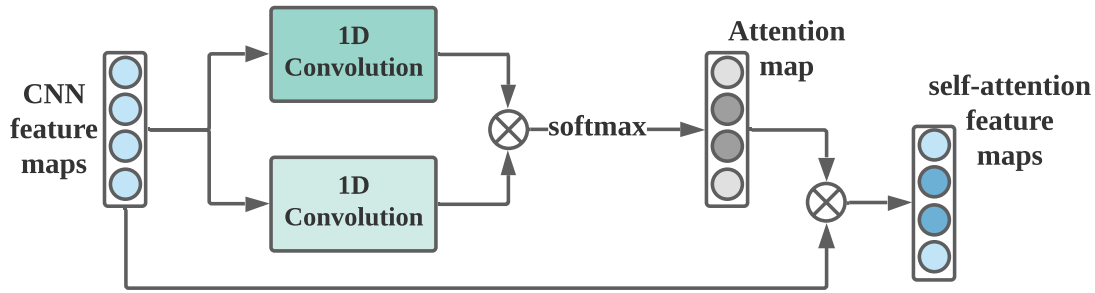 CNN
feature
maps
1D
Convolution
1D
Convolution
softmax
Attention
map
self-attention
feature
maps